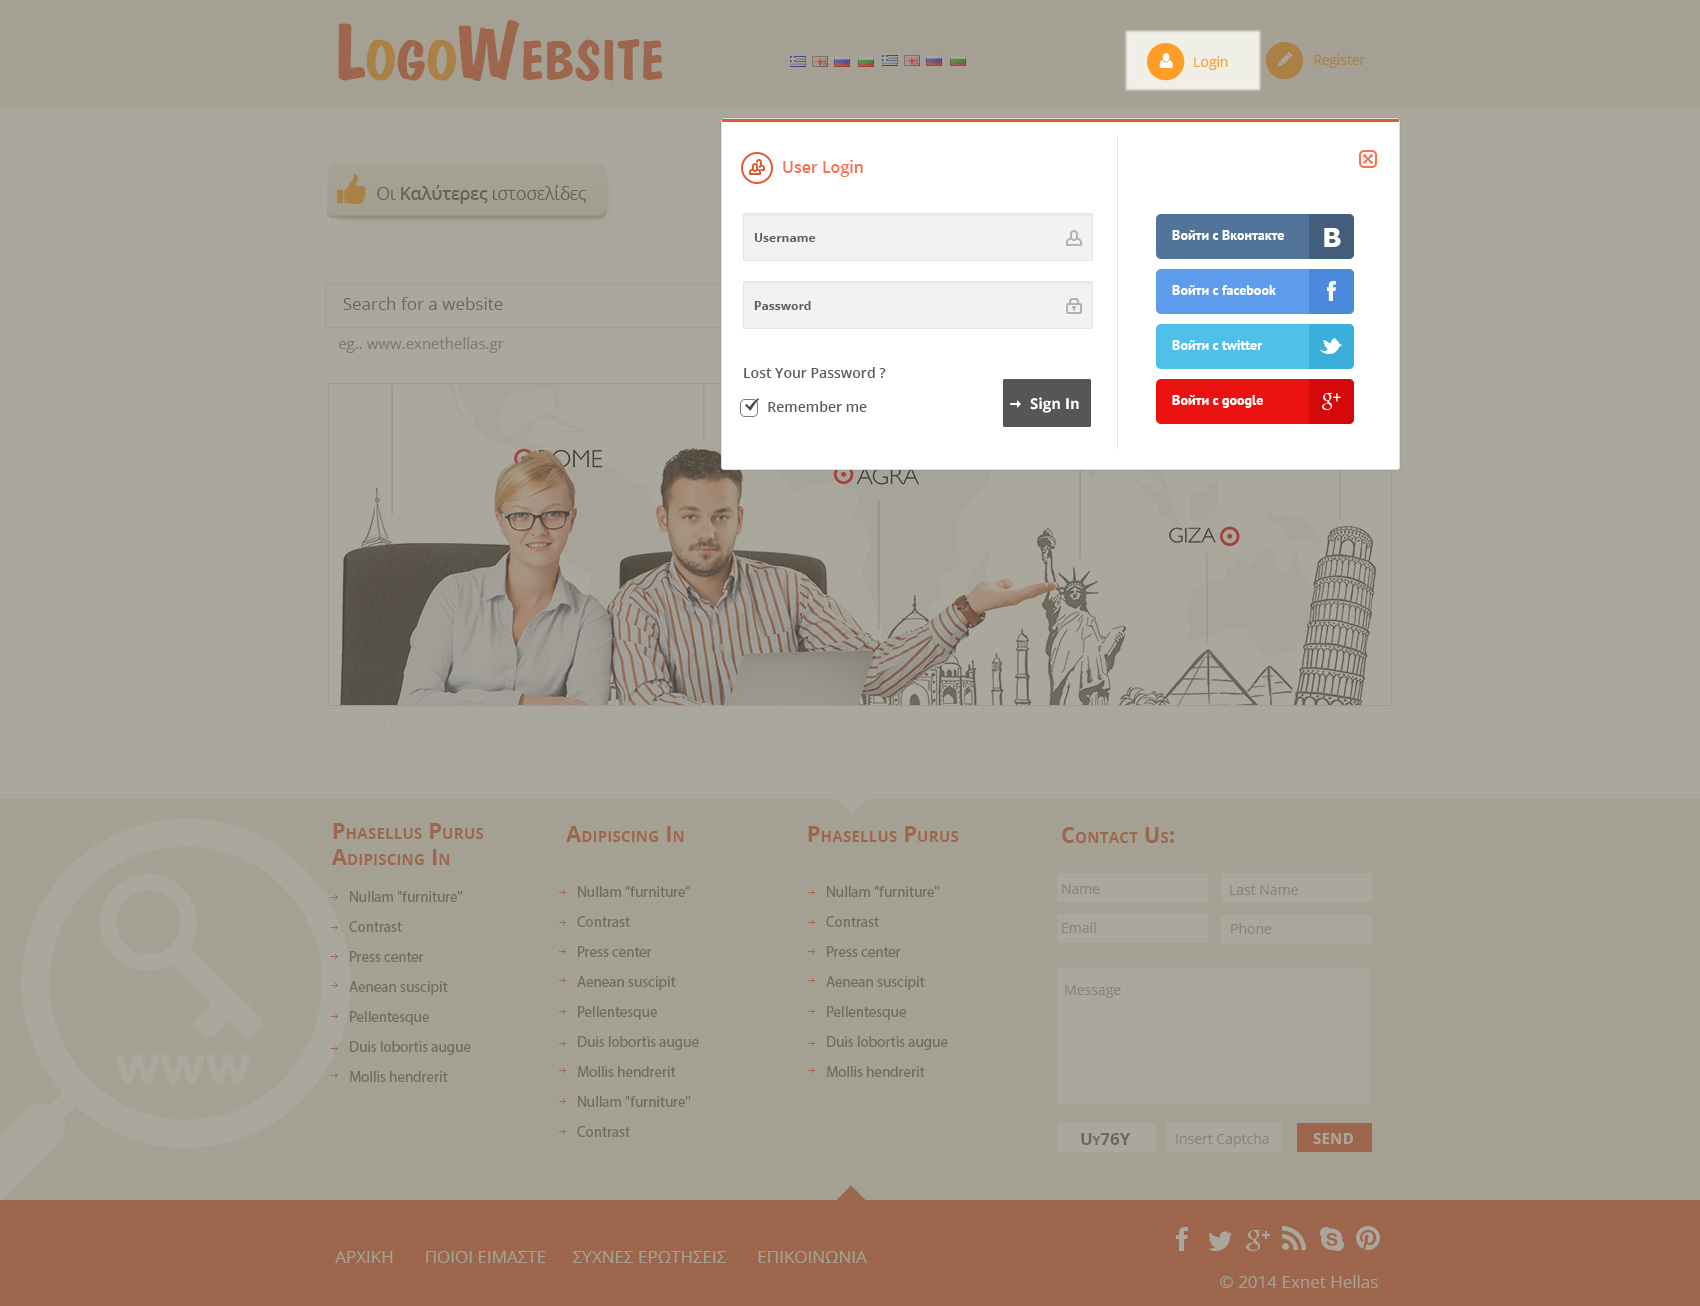 LOGOWEBSITE
Login
Register
User Login
Οι Καλύτερες ιστοσελίδες
Username
Войти с Вконтакте
B
Войти с facebook
f
Search for a website
Password
eg.. www.exnethellas.gr
Войти с twitter
Lost Your Password ?
Remember me
Sign In
Войти с google
g+
ROME
AGRA
GIZA
PHASELLUS PURUS
ADIPISCING IN
Nullam "furniture"
Contrast
Press center
Aenean suscipit
Pellentesque
Duis lobortis augue
Mollis hendrerit
ADIPISCING IN
Nullam "furniture"
Contrast
Press center
Aenean suscipit
Pellentesque
Duis lobortis augue
Mollis hendrerit
Nullam "furniture"
Contrast
PHASELLUS PURUS
Nullam "furniture"
Contrast
Press center
Aenean suscipit
Pellentesque
Duis lobortis augue
Mollis hendrerit
CONTACT US:
Name
Last Name
Email
Phone
Message
UY76Y
Insert Captcha
SEND
www
ΑΡΧΙΚΗ
ΠΟΙΟΙ ΕΙΜΑΣΤΕ
ΣΥΧΝΕΣ ΕΡΩΤΗΣΕΙΣ
ΕΠΙΚΟΙΝΩΝΙΑ
f
g+
S
© 2014 Exnet Hellas